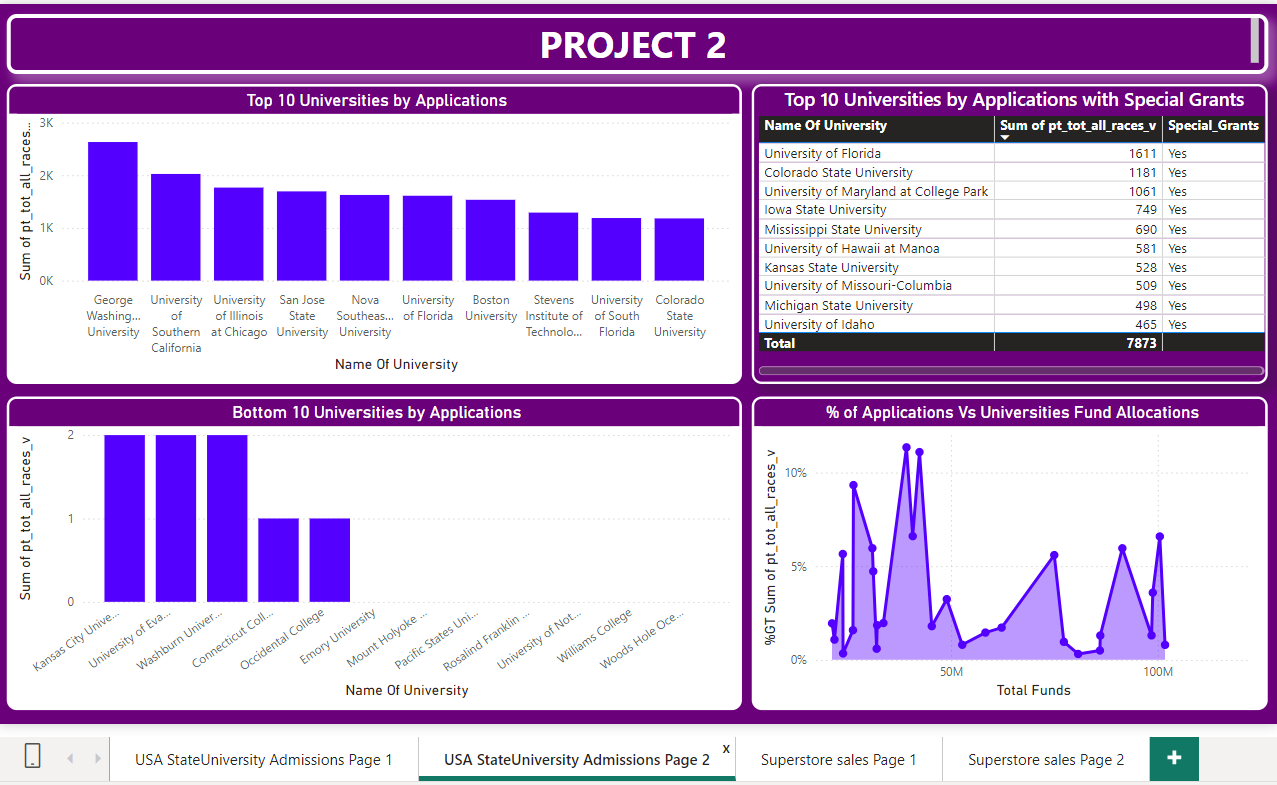 PROJECT 2
Top 10 Universities by Applications
Sum of pt_tot_all_races...
3K
2K
1K
0K
George Washing... University
University of Southern California
University of Illinois at Chicago
San Jose State University
Nova Southeas... University
University of Florida
Boston University
Stevens Institute of Technolo...
University of South Florida
Colorado State University
Name Of University
Top 10 Universities by Applications with Special Grants
Name Of University Sum of pt_tot_all_races_v Special_Grants
University of Florida 1611 Yes
Colorado State University 1181 Yes
University of Maryland at College Park 1061 Yes
Iowa State University 749 Yes
Mississippi State University 690 Yes
University of Hawaii at Manoa 581 Yes
Kansas State University 528 Yes
University of Missouri-Columbia 509 Yes
Michigan State University 498 Yes
University of Idaho 465 Yes
Total 7873
Bottom 10 Universities by Applications
Sum of pt_tot_all_races_v
2
1
0
Kansas City Unive...
University of Eva...
Washburn Univer...
Connecticut Coll...
Occidental College
Emory University
Mount Holyoke ...
Pacific States Uni...
Rosalind Franklin ...
University of Not...
Williams College
Woods Hole Oce...
Name Of University
% of Applications Vs Universities Fund Allocations
%GT Sum of pt_tot_all_races_v
10%
5%
0%
50M 100M
Total Funds
USA StateUniversity Admissions Page 1
USA StateUniversity Admissions Page 2 x
Superstore sales Page 1
Superstore sales Page 2
+